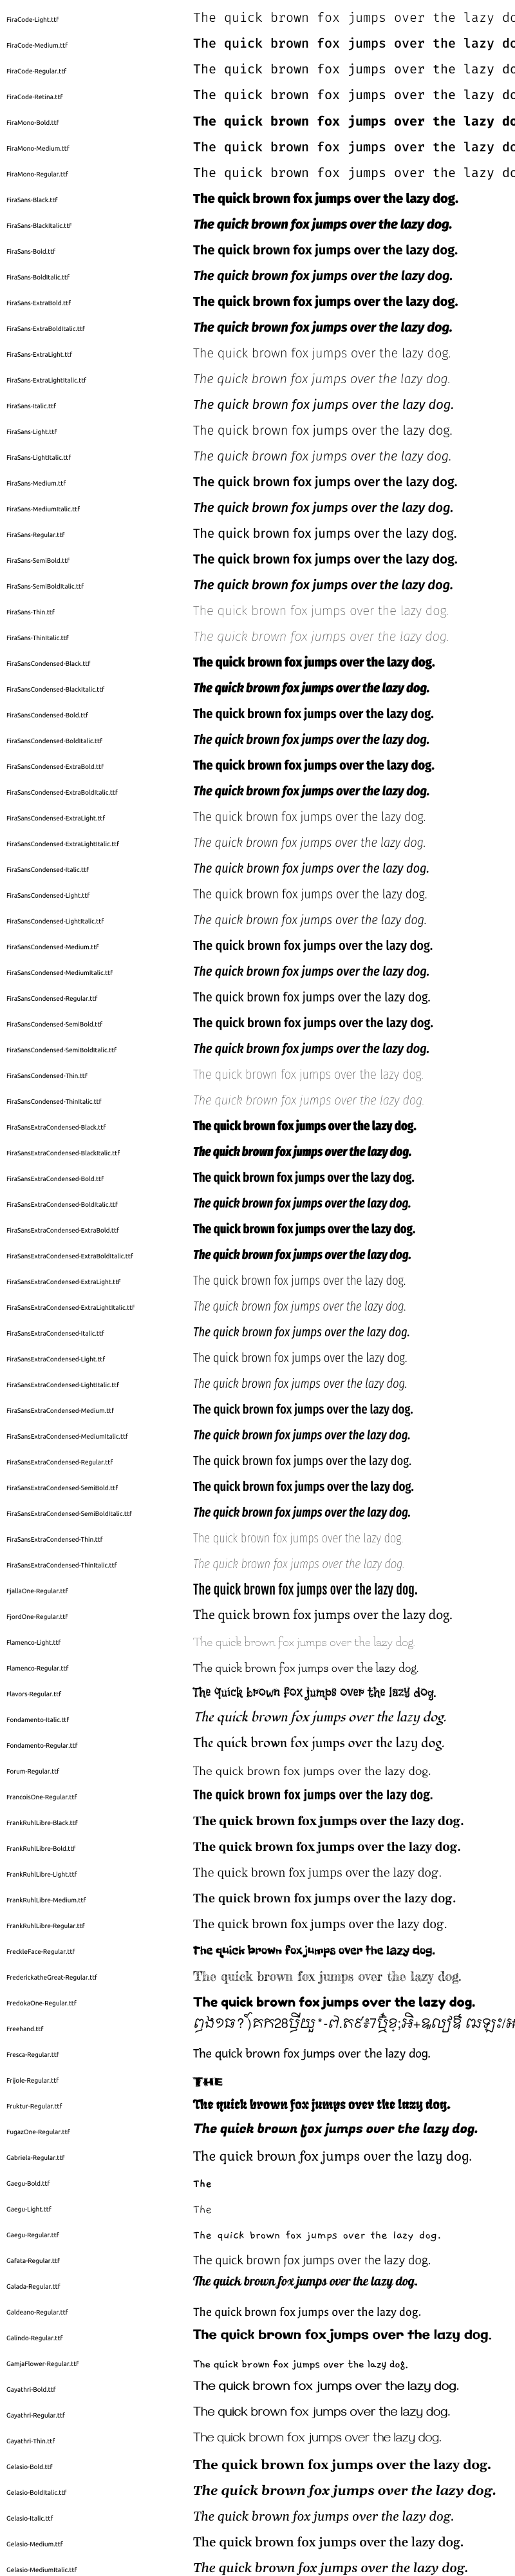 FiraCode-Light.ttf The quick brown fox jumps over the lazy do
FiraCode-Medium.ttf The quick brown fox jumps over the lazy do
FiraCode-Regular.ttf The quick brown fox jumps over the lazy do
FiraCode-Retina.ttf The quick brown fox jumps over the lazy do
FiraMono-Bold.ttf The quick brown fox jumps over the lazy do
FiraMono-Medium.ttf The quick brown fox jumps over the lazy do
FiraMono-Regular.ttf The quick brown fox jumps over the lazy do
FiraSans-Black.ttf The quick brown fox jumps over the lazy dog.
FiraSans-BlackItalic.ttf The quick brown fox jumps over the lazy dog.
FiraSans-Bold.ttf The quick brown fox jumps over the lazy dog.
FiraSans-BoldItalic.ttf The quick brown fox jumps over the lazy dog.
FiraSans-ExtraBold.ttf The quick brown fox jumps over the lazy dog.
FiraSans-ExtraBoldItalic.ttf The quick brown fox jumps over the lazy dog.
FiraSans-ExtraLight.ttf The quick brown fox jumps over the lazy dog.
FiraSans-ExtraLightItalic.ttf The quick brown fox jumps over the lazy dog.
FiraSans-Italic.ttf The quick brown fox jumps over the lazy dog.
FiraSans-Light.ttf The quick brown fox jumps over the lazy dog.
FiraSans-LightItalic.ttf The quick brown fox jumps over the lazy dog.
FiraSans-Medium.ttf The quick brown fox jumps over the lazy dog.
FiraSans-MediumItalic.ttf The quick brown fox jumps over the lazy dog.
FiraSans-Regular.ttf The quick brown fox jumps over the lazy dog.
FiraSans-SemiBold.ttf The quick brown fox jumps over the lazy dog.
FiraSans-SemiBoldItalic.ttf The quick brown fox jumps over the lazy dog.
FiraSans-Thin.ttf The quick brown fox jumps over the lazy dog.
FiraSans-ThinItalic.ttf The quick brown fox jumps over the lazy dog.
FiraSansCondensed-Black.ttf The quick brown fox jumps over the lazy dog.
FiraSansCondensed-BlackItalic.ttf The quick brown fox jumps over the lazy dog.
FiraSansCondensed-Bold.ttf The quick brown fox jumps over the lazy dog.
FiraSansCondensed-BoldItalic.ttf The quick brown fox jumps over the lazy dog.
FiraSansCondensed-ExtraBold.ttf The quick brown fox jumps over the lazy dog.
FiraSansCondensed-ExtraBoldItalic.ttf The quick brown fox jumps over the lazy dog.
FiraSansCondensed-ExtraLight.ttf The quick brown fox jumps over the lazy dog.
FiraSansCondensed-ExtraLightItalic.ttf The quick brown fox jumps over the lazy dog.
FiraSansCondensed-Italic.ttf The quick brown fox jumps over the lazy dog.
FiraSansCondensed-Light.ttf The quick brown fox jumps over the lazy dog.
FiraSansCondensed-LightItalic.ttf The quick brown fox jumps over the lazy dog.
FiraSansCondensed-Medium.ttf The quick brown fox jumps over the lazy dog.
FiraSansCondensed-MediumItalic.ttf The quick brown fox jumps over the lazy dog.
FiraSansCondensed-Regular.ttf The quick brown fox jumps over the lazy dog.
FiraSansCondensed-SemiBold.ttf The quick brown fox jumps over the lazy dog.
FiraSansCondensed-SemiBoldItalic.ttf The quick brown fox jumps over the lazy dog.
FiraSansCondensed-Thin.ttf The quick brown fox jumps over the lazy dog.
FiraSansCondensed-ThinItalic.ttf The quick brown fox jumps over the lazy dog.
FiraSansExtraCondensed-Black.ttf The quick brown fox jumps over the lazy dog.
FiraSansExtraCondensed-BlackItalic.ttf The quick brown fox jumps over the lazy dog.
FiraSansExtraCondensed-Bold.ttf The quick brown fox jumps over the lazy dog.
FiraSansExtraCondensed-BoldItalic.ttf The quick brown fox jumps over the lazy dog.
FiraSansExtraCondensed-ExtraBold.ttf The quick brown fox jumps over the lazy dog.
FiraSansExtraCondensed-ExtraBoldItalic.ttf The quick brown fox jumps over the lazy dog.
FiraSansExtraCondensed-ExtraLight.ttf The quick brown fox jumps over the lazy dog.
FiraSansExtraCondensed-ExtraLightItalic.ttf The quick brown fox jumps over the lazy dog.
FiraSansExtraCondensed-Italic.ttf The quick brown fox jumps over the lazy dog.
FiraSansExtraCondensed-Light.ttf The quick brown fox jumps over the lazy dog.
FiraSansExtraCondensed-LightItalic.ttf The quick brown fox jumps over the lazy dog.
FiraSansExtraCondensed-Medium.ttf The quick brown fox jumps over the lazy dog.
FiraSansExtraCondensed-MediumItalic.ttf The quick brown fox jumps over the lazy dog.
FiraSansExtraCondensed-Regular.ttf The quick brown fox jumps over the lazy dog.
FiraSansExtraCondensed-SemiBold.ttf The quick brown fox jumps over the lazy dog.
FiraSansExtraCondensed-SemiBoldItalic.ttf The quick brown fox jumps over the lazy dog.
FiraSansExtraCondensed-Thin.ttf The quick brown fox jumps over the lazy dog.
FiraSansExtraCondensed-ThinItalic.ttf The quick brown fox jumps over the lazy dog.
FjallaOne-Regular.ttf The quick brown fox jumps over the lazy dog.
FjordOne-Regular.ttf The quick brown fox jumps over the lazy dog.
Flamenco-Light.ttf The quick brown fox jumps over the lazy dog.
Flamenco-Regular.ttf The quick brown fox jumps over the lazy dog.
Flavors-Regular.ttf The quick brown fox jumps over the lazy dog.
Fondamento-Italic.ttf The quick brown fox jumps over the lazy dog.
Fondamento-Regular.ttf The quick brown fox jumps over the lazy dog.
Forum-Regular.ttf The quick brown fox jumps over the lazy dog.
FrancoisOne-Regular.ttf The quick brown fox jumps over the lazy dog.
FrankRuhlLibre-Black.ttf The quick brown fox jumps over the lazy dog.
FrankRuhlLibre-Bold.ttf The quick brown fox jumps over the lazy dog.
FrankRuhlLibre-Light.ttf The quick brown fox jumps over the lazy dog.
FrankRuhlLibre-Medium.ttf The quick brown fox jumps over the lazy dog.
FrankRuhlLibre-Regular.ttf The quick brown fox jumps over the lazy dog.
FreckleFace-Regular.ttf The quick brown fox jumps over the lazy dog.
FrederickatheGreat-Regular.ttf The quick brown fox jumps over the lazy dog.
FredokaOne-Regular.ttf The quick brown fox jumps over the lazy dog.
Freehand.ttf
Fresca-Regular.ttf The quick brown fox jumps over the lazy dog.
Frijole-Regular.ttf The
Fruktur-Regular.ttf The quick brown fox jumps over the lazy dog.
FugazOne-Regular.ttf The quick brown fox jumps over the lazy dog.
Gabriela-Regular.ttf The quick brown fox jumps over the lazy dog.
Gaegu-Bold.ttf The
Gaegu-Light.ttf The
Gaegu-Regular.ttf The quick brown fox jumps over the lazy dog.
Gafata-Regular.ttf The quick brown fox jumps over the lazy dog.
Galada-Regular.ttf The quick brown fox jumps over the lazy dog.
Galdeano-Regular.ttf The quick brown fox jumps over the lazy dog.
Galindo-Regular.ttf The quick brown fox jumps over the lazy dog.
GamjaFlower-Regular.ttf The quick brown fox jumps over the lazy dog.
Gayathri-Bold.ttf The quick brown fox jumps over the lazy dog.
Gayathri-Regular.ttf The quick brown fox jumps over the lazy dog.
Gayathri-Thin.ttf The quick brown fox jumps over the lazy dog.
Gelasio-Bold.ttf The quick brown fox jumps over the lazy dog.
Gelasio-BoldItalic.ttf The quick brown fox jumps over the lazy dog.
Gelasio-Italic.ttf The quick brown fox jumps over the lazy dog.
Gelasio-Medium.ttf The quick brown fox jumps over the lazy dog.
Gelasio-MediumItalic.ttf The quick brown fox jumps over the lazy dog.